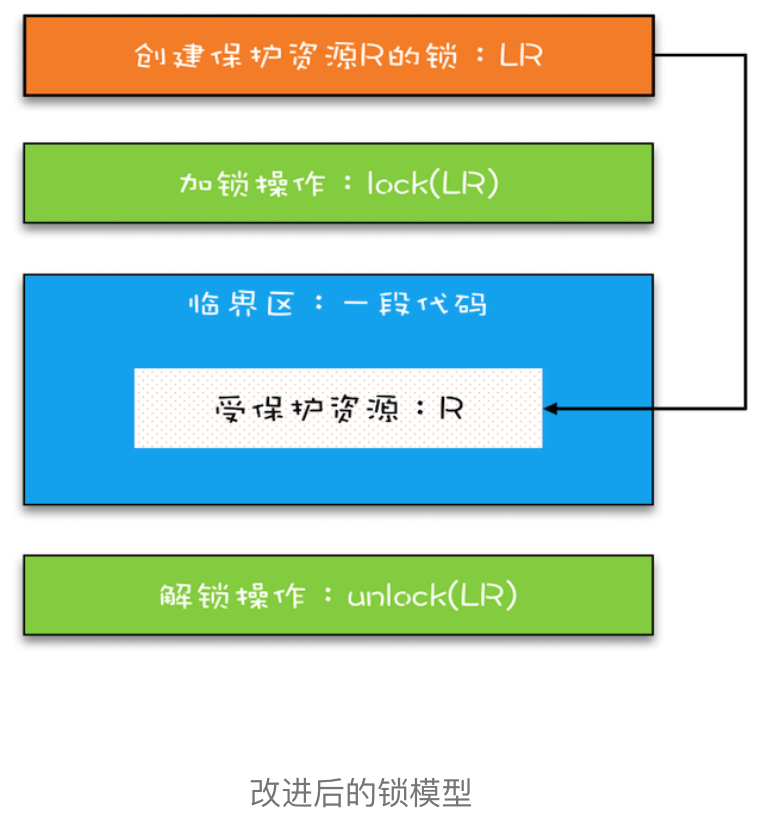 创建保护资源R的锁：LR
加锁操作：lock(LR)
临界区：一段代码
受保护资源：R
解锁操作：unlock(LR)
改进后的锁模型